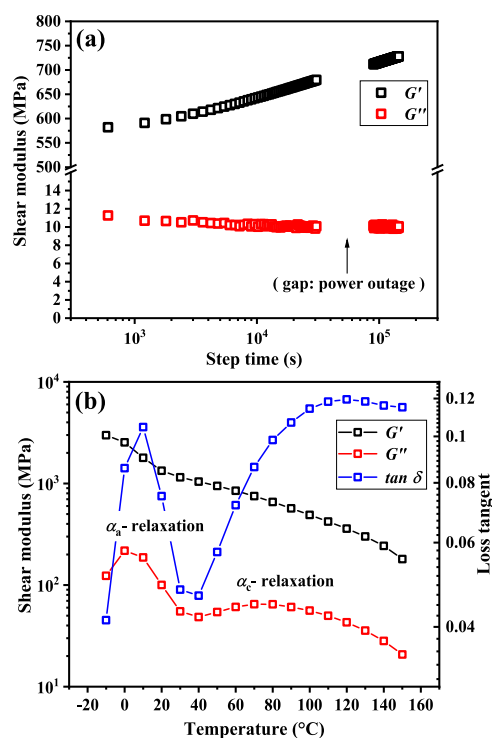 (a)
750
700
650
600
550
500
14
12
10
8
6
4
2
0
Shear modulus (MPa)
G'
G''
( gap: power outage )
10³ 10⁴ 10⁵
Step time (s)
(b)
10⁴
10³
10²
10¹
Shear modulus (MPa)
G'
G''
tan δ
αa- relaxation
αc- relaxation
0.12
0.1
0.08
0.06
0.04
Loss tangent
-20 0 20 40 60 80 100 120 140 160
Temperature (°C)